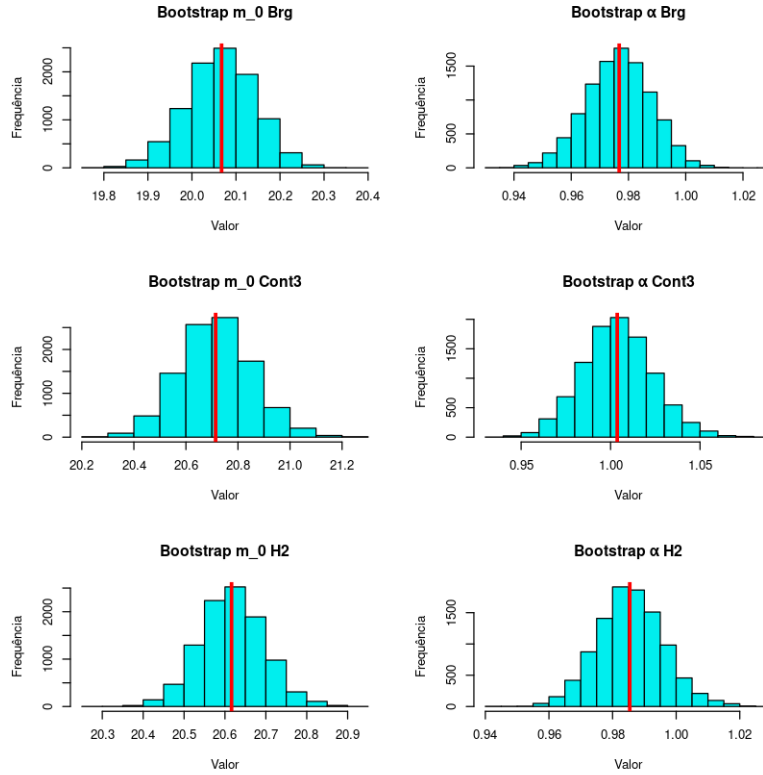 Bootstrap m_0 Brg
Frequência
0 1000 2000
19.8 19.9 20.0 20.1 20.2 20.3 20.4
Valor
Bootstrap α Brg
Frequência
0 500 1500
0.94 0.96 0.98 1.00 1.02
Valor
Bootstrap m_0 Cont3
Frequência
0 1000 2000
20.2 20.4 20.6 20.8 21.0 21.2
Valor
Bootstrap α Cont3
Frequência
0 500 1500
0.95 1.00 1.05
Valor
Bootstrap m_0 H2
Frequência
0 1000 2000
20.3 20.4 20.5 20.6 20.7 20.8 20.9
Valor
Bootstrap α H2
Frequência
0 500 1500
0.94 0.96 0.98 1.00 1.02
Valor